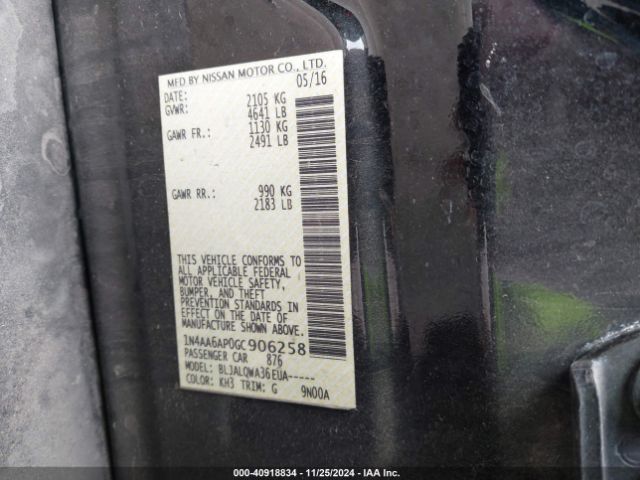 MFD BY NISSAN MOTOR CO., LTD.
DATE: 05/16
GVWR: 2105 KG
4641 LB
GAWR FR.: 1130 KG
2491 LB
GAWR RR.: 990 KG
2183 LB
THIS VEHICLE CONFORMS TO
ALL APPLICABLE FEDERAL
MOTOR VEHICLE SAFETY,
BUMPER, AND THEFT
PREVENTION STANDARDS IN
EFFECT ON THE DATE OF
MANUFACTURE SHOWN ABOVE.
1N4AA6AP0GC906258
PASSENGER CAR 876
MODEL: BLJALQWA36EUA-----
COLOR: KH3 TRIM: G 9N00A
000-40918834 | 11/25/2024 | IAA Inc.